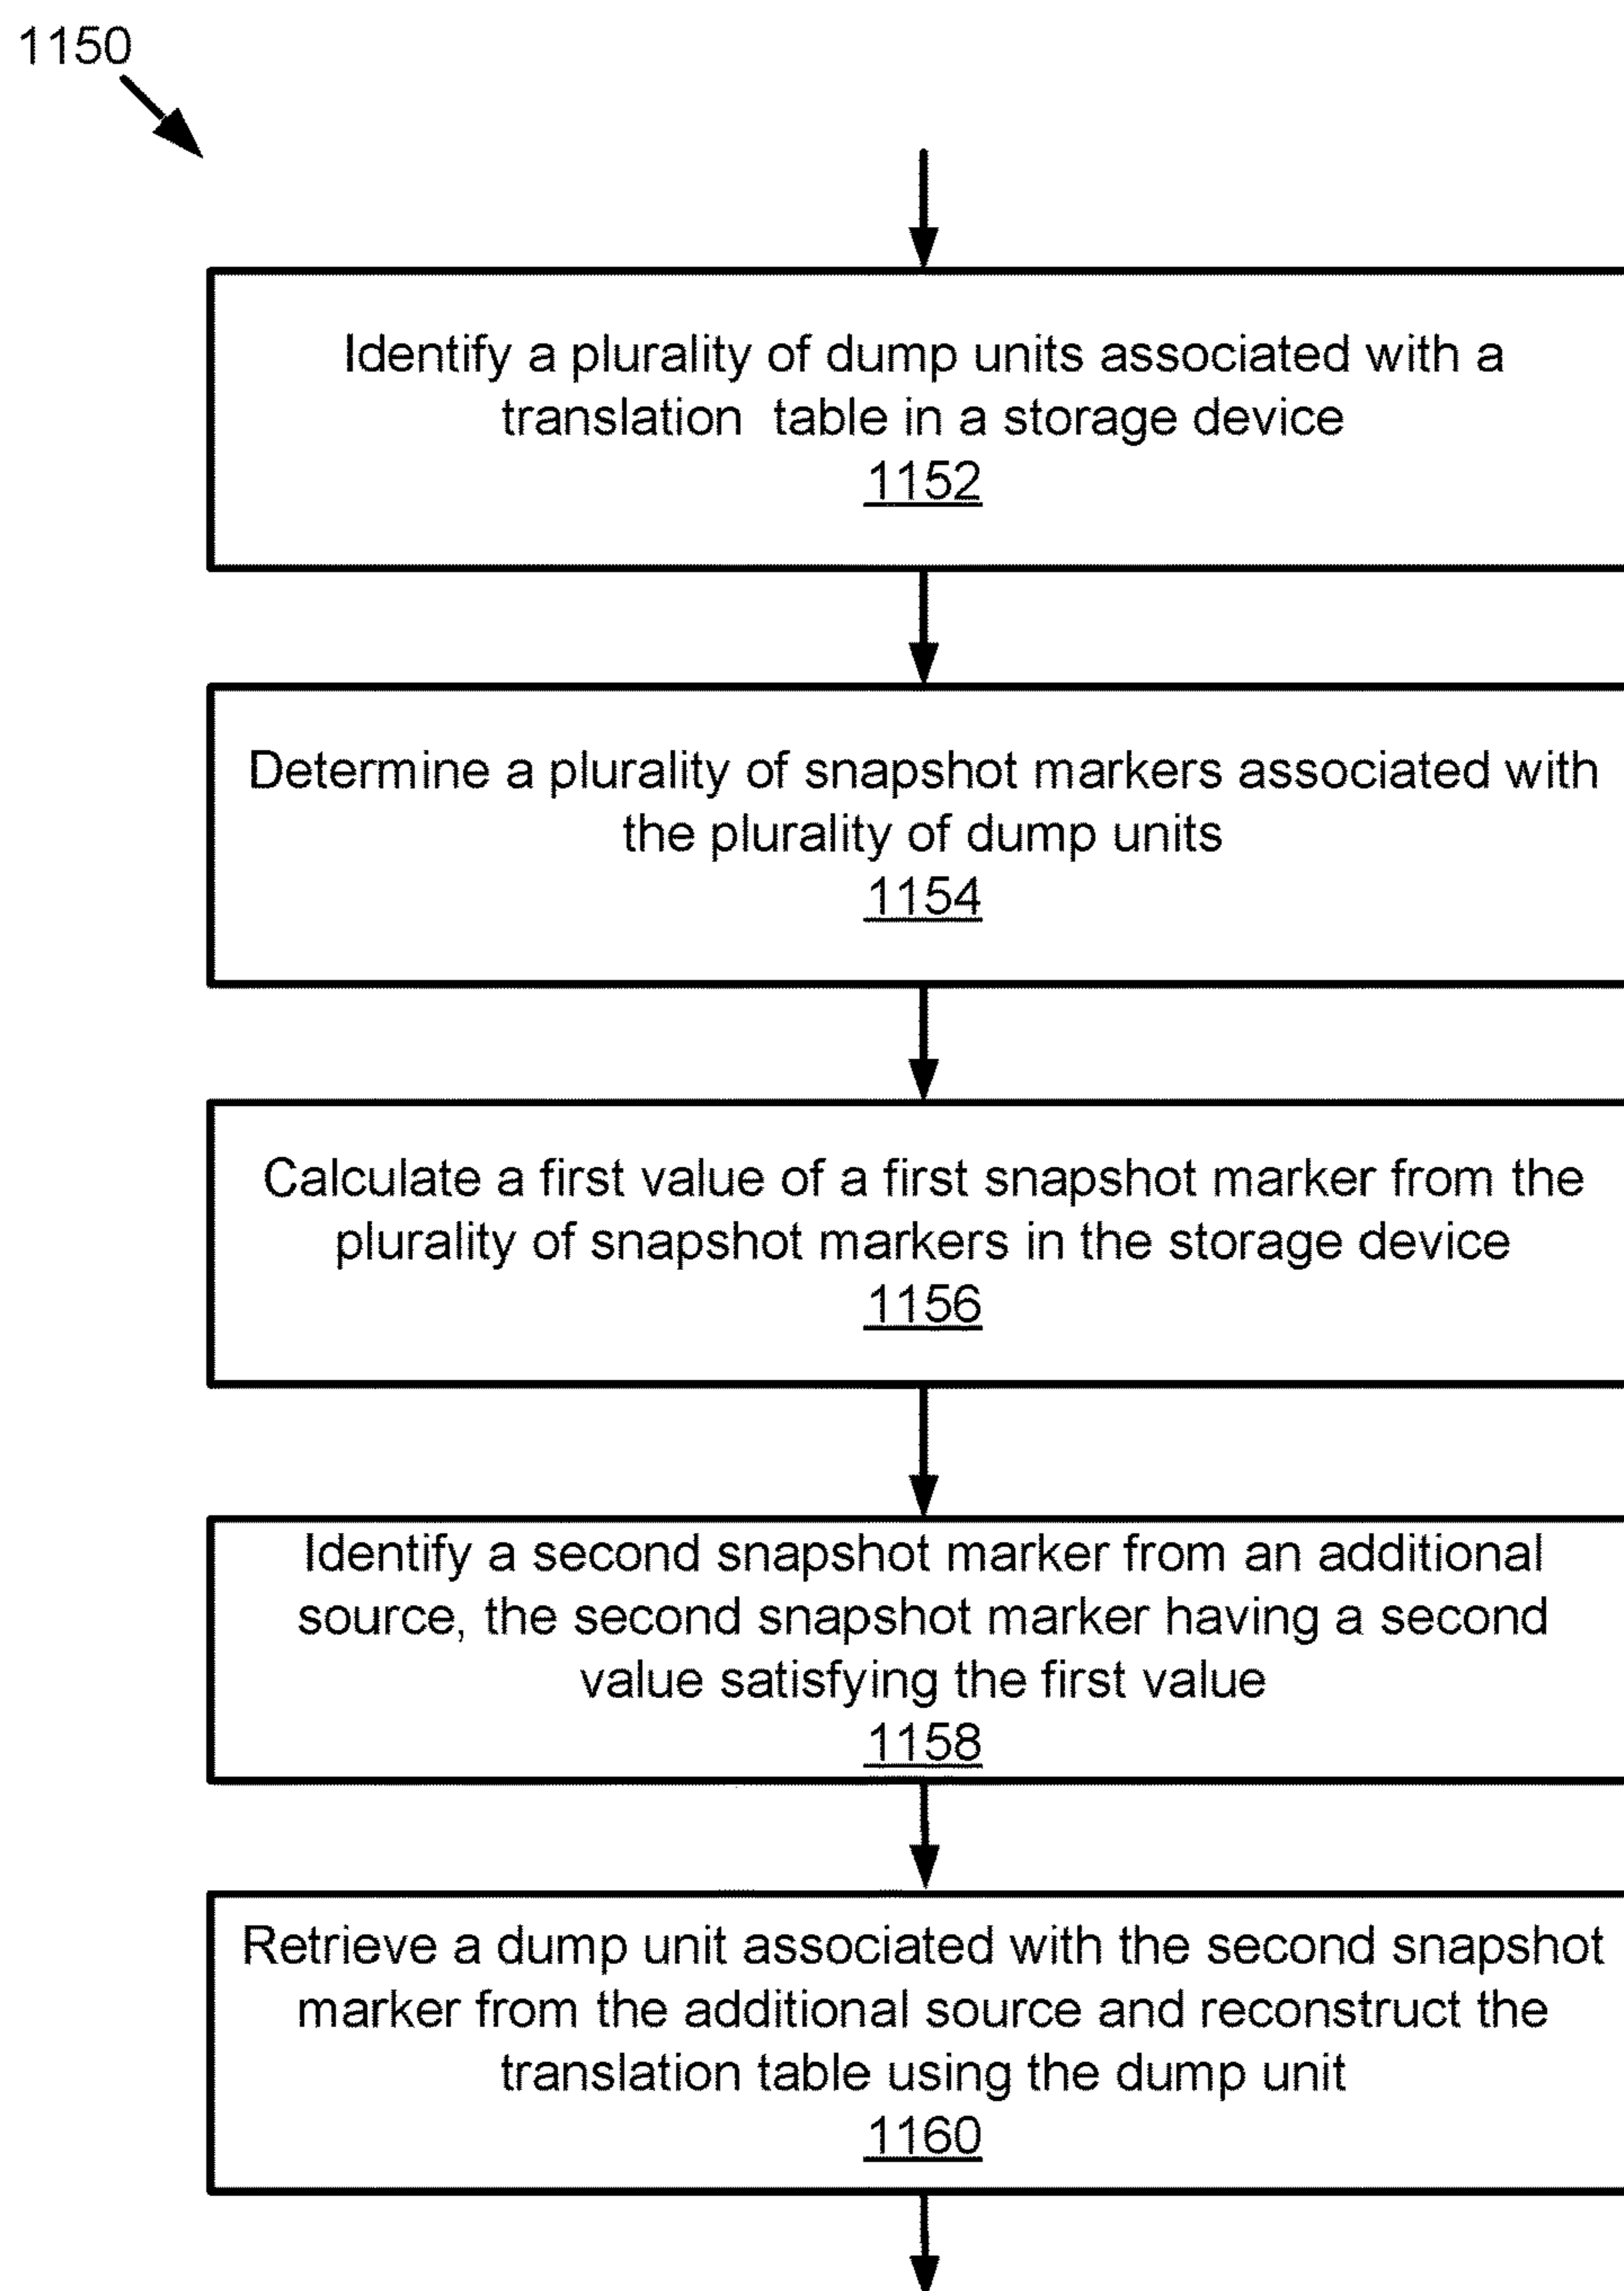 1150
Identify a plurality of dump units associated with a
translation table in a storage device
1152
Determine a plurality of snapshot markers associated with
the plurality of dump units
1154
Calculate a first value of a first snapshot marker from the
plurality of snapshot markers in the storage device
1156
Identify a second snapshot marker from an additional
source, the second snapshot marker having a second
value satisfying the first value
1158
Retrieve a dump unit associated with the second snapshot
marker from the additional source and reconstruct the
translation table using the dump unit
1160